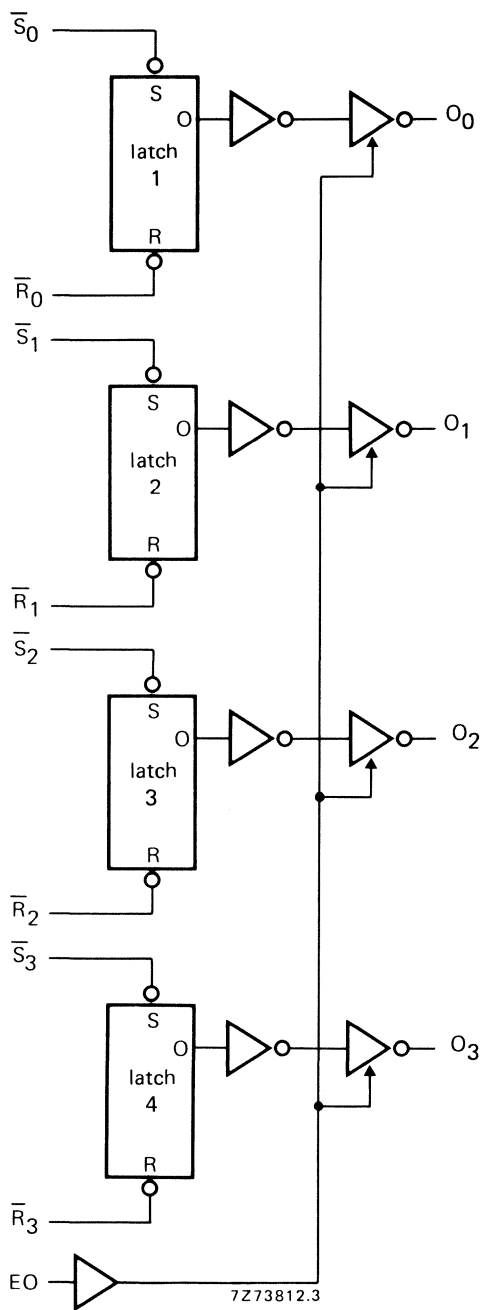 S̅0
S
O
O0
latch
1
R
R̅0
S̅1
S
O
O1
latch
2
R
R̅1
S̅2
S
O
O2
latch
3
R
R̅2
S̅3
S
O
O3
latch
4
R
R̅3
EO
7Z73812.3